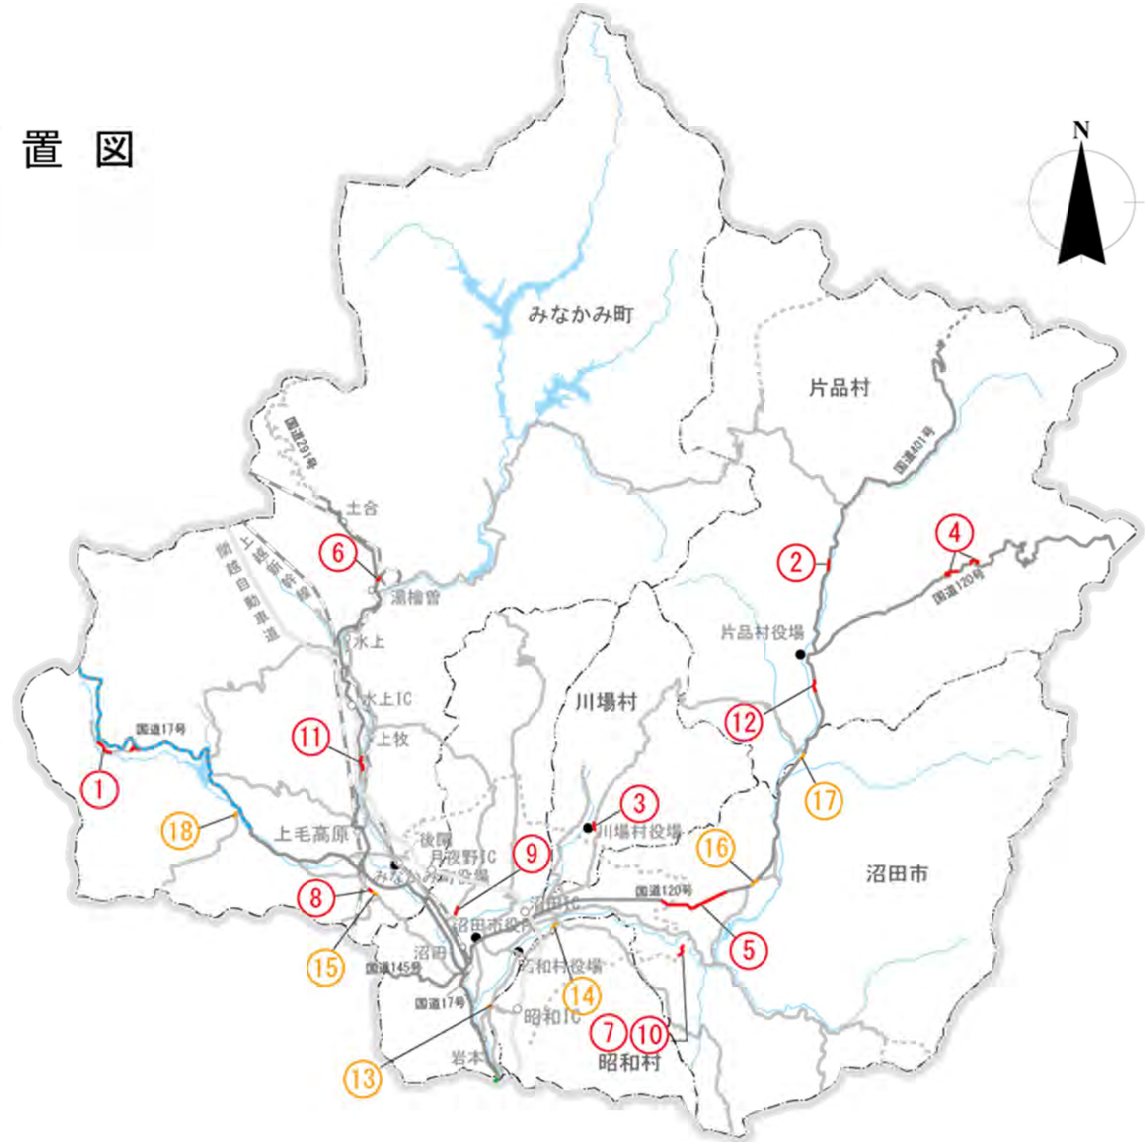 置 図
N
みなかみ町
片品村
国道291号
国道401号
土合
④
⑥
②
上越新幹線
関越自動車道
湯檜曽
国道120号
片品村役場
水上
川場村
水上IC
⑫
国道17号
⑪
上牧
①
⑰
③
⑱
上毛高原
後閑
川場村役場
月夜野IC
⑨
⑯
みなかみ町役場
沼田市
⑧
国道120号
沼田IC
沼田市役所
⑤
沼田
⑮
国道145号
昭和村役場
⑭
国道17号
昭和IC
⑦
⑩
岩本
昭和村
⑬